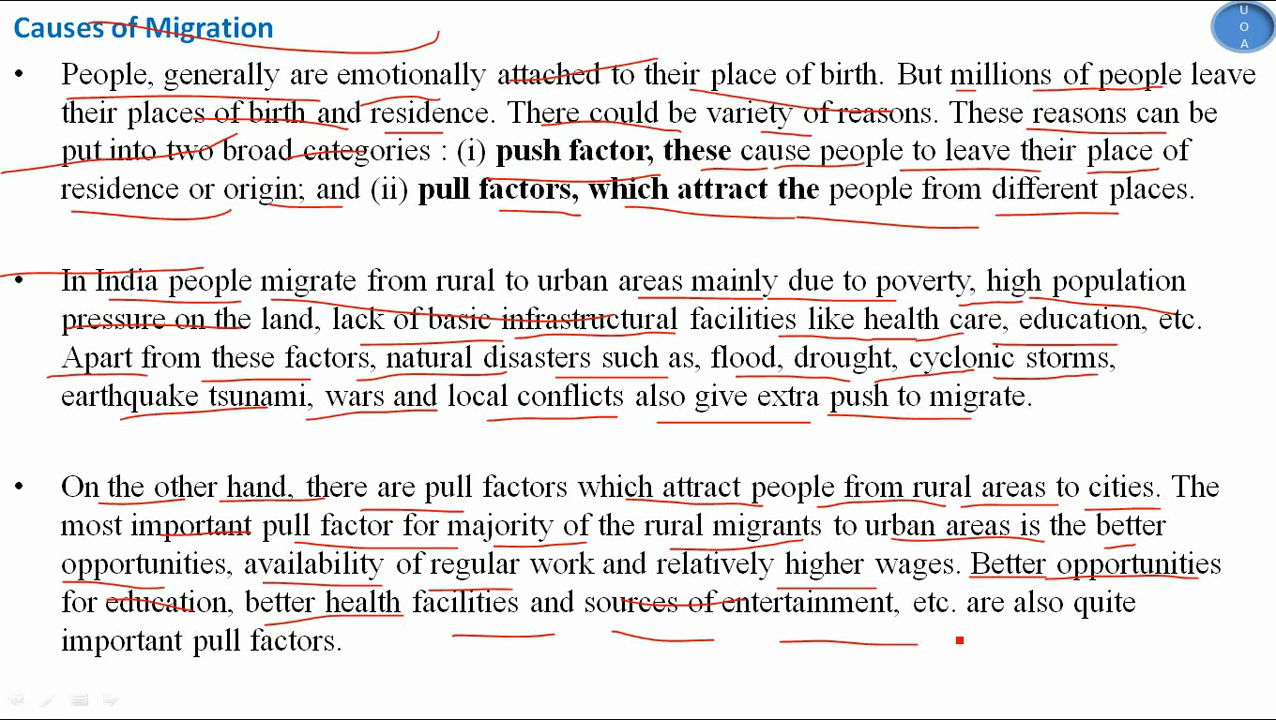 Causes of Migration
U
O
A
• People, generally are emotionally attached to their place of birth. But millions of people leave
their places of birth and residence. There could be variety of reasons. These reasons can be
put into two broad categories : (i) push factor, these cause people to leave their place of
residence or origin; and (ii) pull factors, which attract the people from different places.
• In India people migrate from rural to urban areas mainly due to poverty, high population
pressure on the land, lack of basic infrastructural facilities like health care, education, etc.
Apart from these factors, natural disasters such as, flood, drought, cyclonic storms,
earthquake tsunami, wars and local conflicts also give extra push to migrate.
• On the other hand, there are pull factors which attract people from rural areas to cities. The
most important pull factor for majority of the rural migrants to urban areas is the better
opportunities, availability of regular work and relatively higher wages. Better opportunities
for education, better health facilities and sources of entertainment, etc. are also quite
important pull factors.